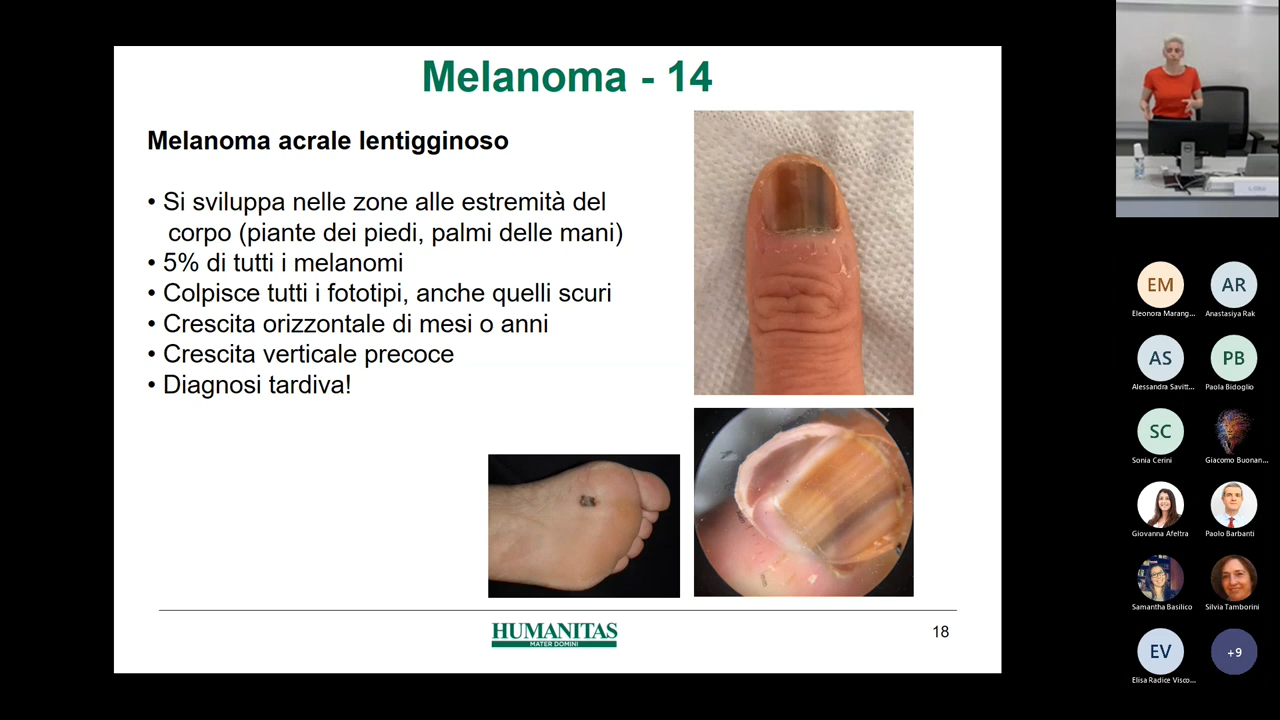 Melanoma - 14
Melanoma acrale lentigginoso
• Si sviluppa nelle zone alle estremità del
corpo (piante dei piedi, palmi delle mani)
• 5% di tutti i melanomi
• Colpisce tutti i fototipi, anche quelli scuri
• Crescita orizzontale di mesi o anni
• Crescita verticale precoce
• Diagnosi tardiva!
HUMANITAS
MATER DOMINI
18
EM
Eleonora Marang...
AR
Anastasiya Rak
AS
Alessandra Savitt...
PB
Paola Bidoglio
SC
Sonia Cerini
Giacomo Buonan...
Giovanna Afeltra
Paolo Barbanti
Samantha Basilico
Silvia Tamborini
EV
Elisa Radice Visco...
+9